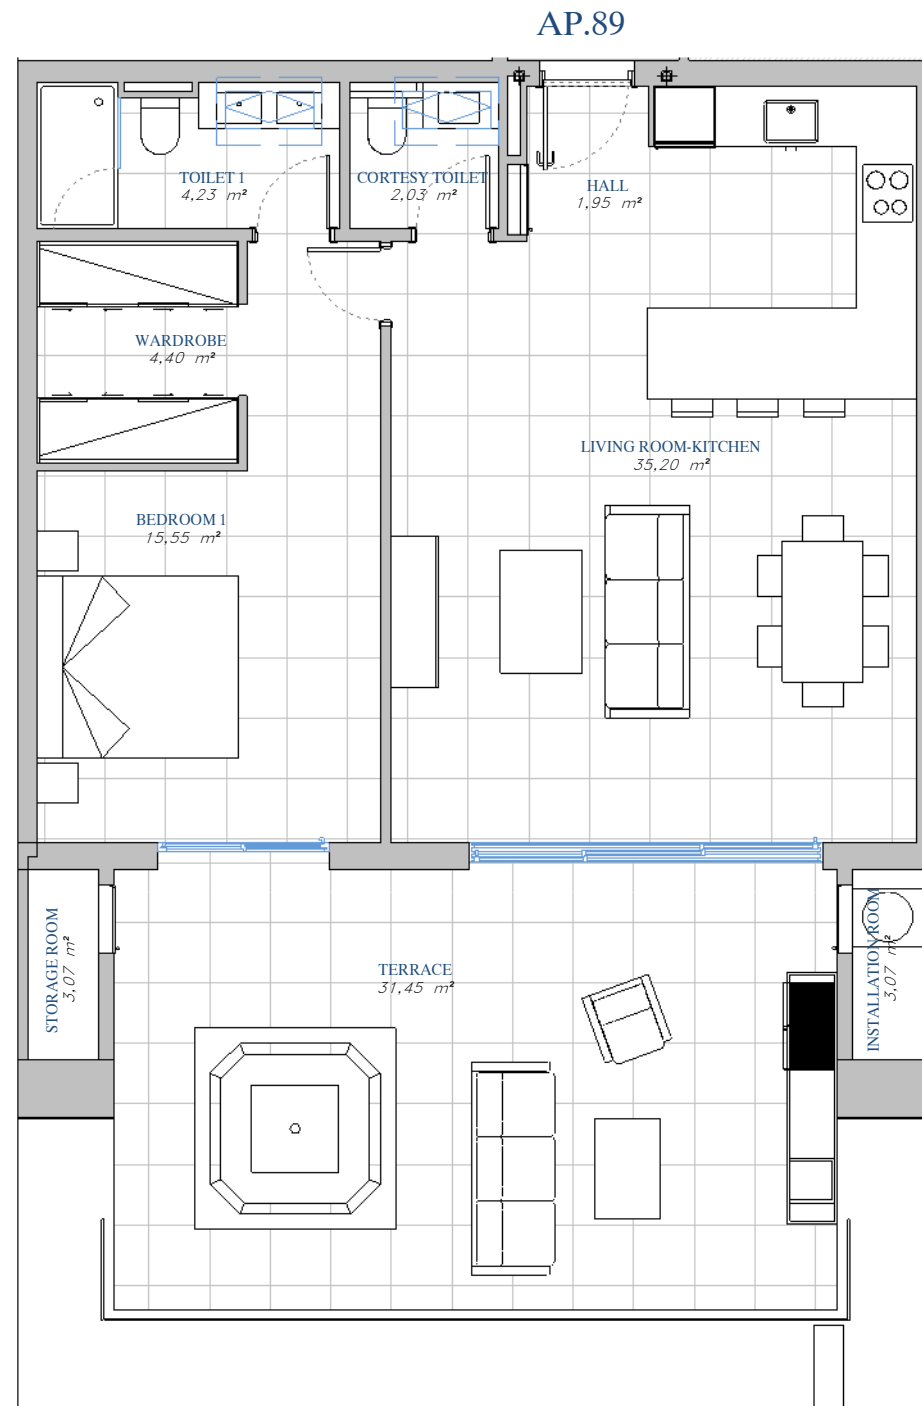 AP.89
TOILET 1
4,23 m²
CORTESY TOILET
2,03 m²
HALL
1,95 m²
WARDROBE
4,40 m²
LIVING ROOM-KITCHEN
35,20 m²
BEDROOM 1
15,55 m²
STORAGE ROOM
3,07 m²
TERRACE
31,45 m²
INSTALLATION ROOM
3,07 m²